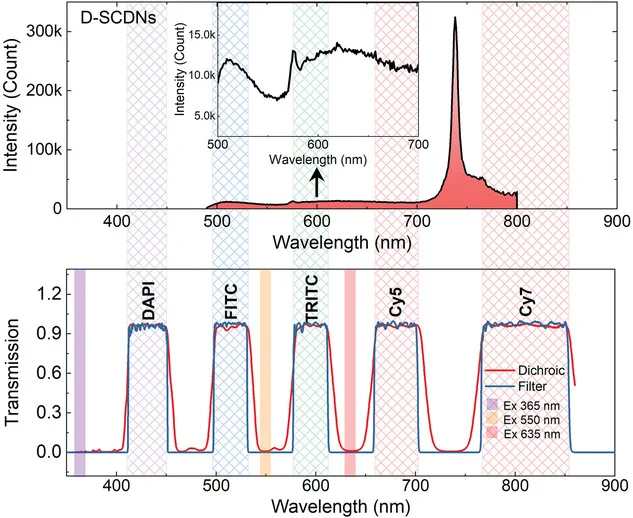 D-SCDNs
Intensity (Count)
300k
200k
100k
0
400
500
600
700
800
900
Wavelength (nm)
Intensity (Count)
15.0k
10.0k
5.0k
500
600
700
Wavelength (nm)
Transmission
1.2
0.9
0.6
0.3
0.0
DAPI
FITC
TRITC
Cy5
Cy7
Dichroic
Filter
Ex 365 nm
Ex 550 nm
Ex 635 nm
400
500
600
700
800
900
Wavelength (nm)